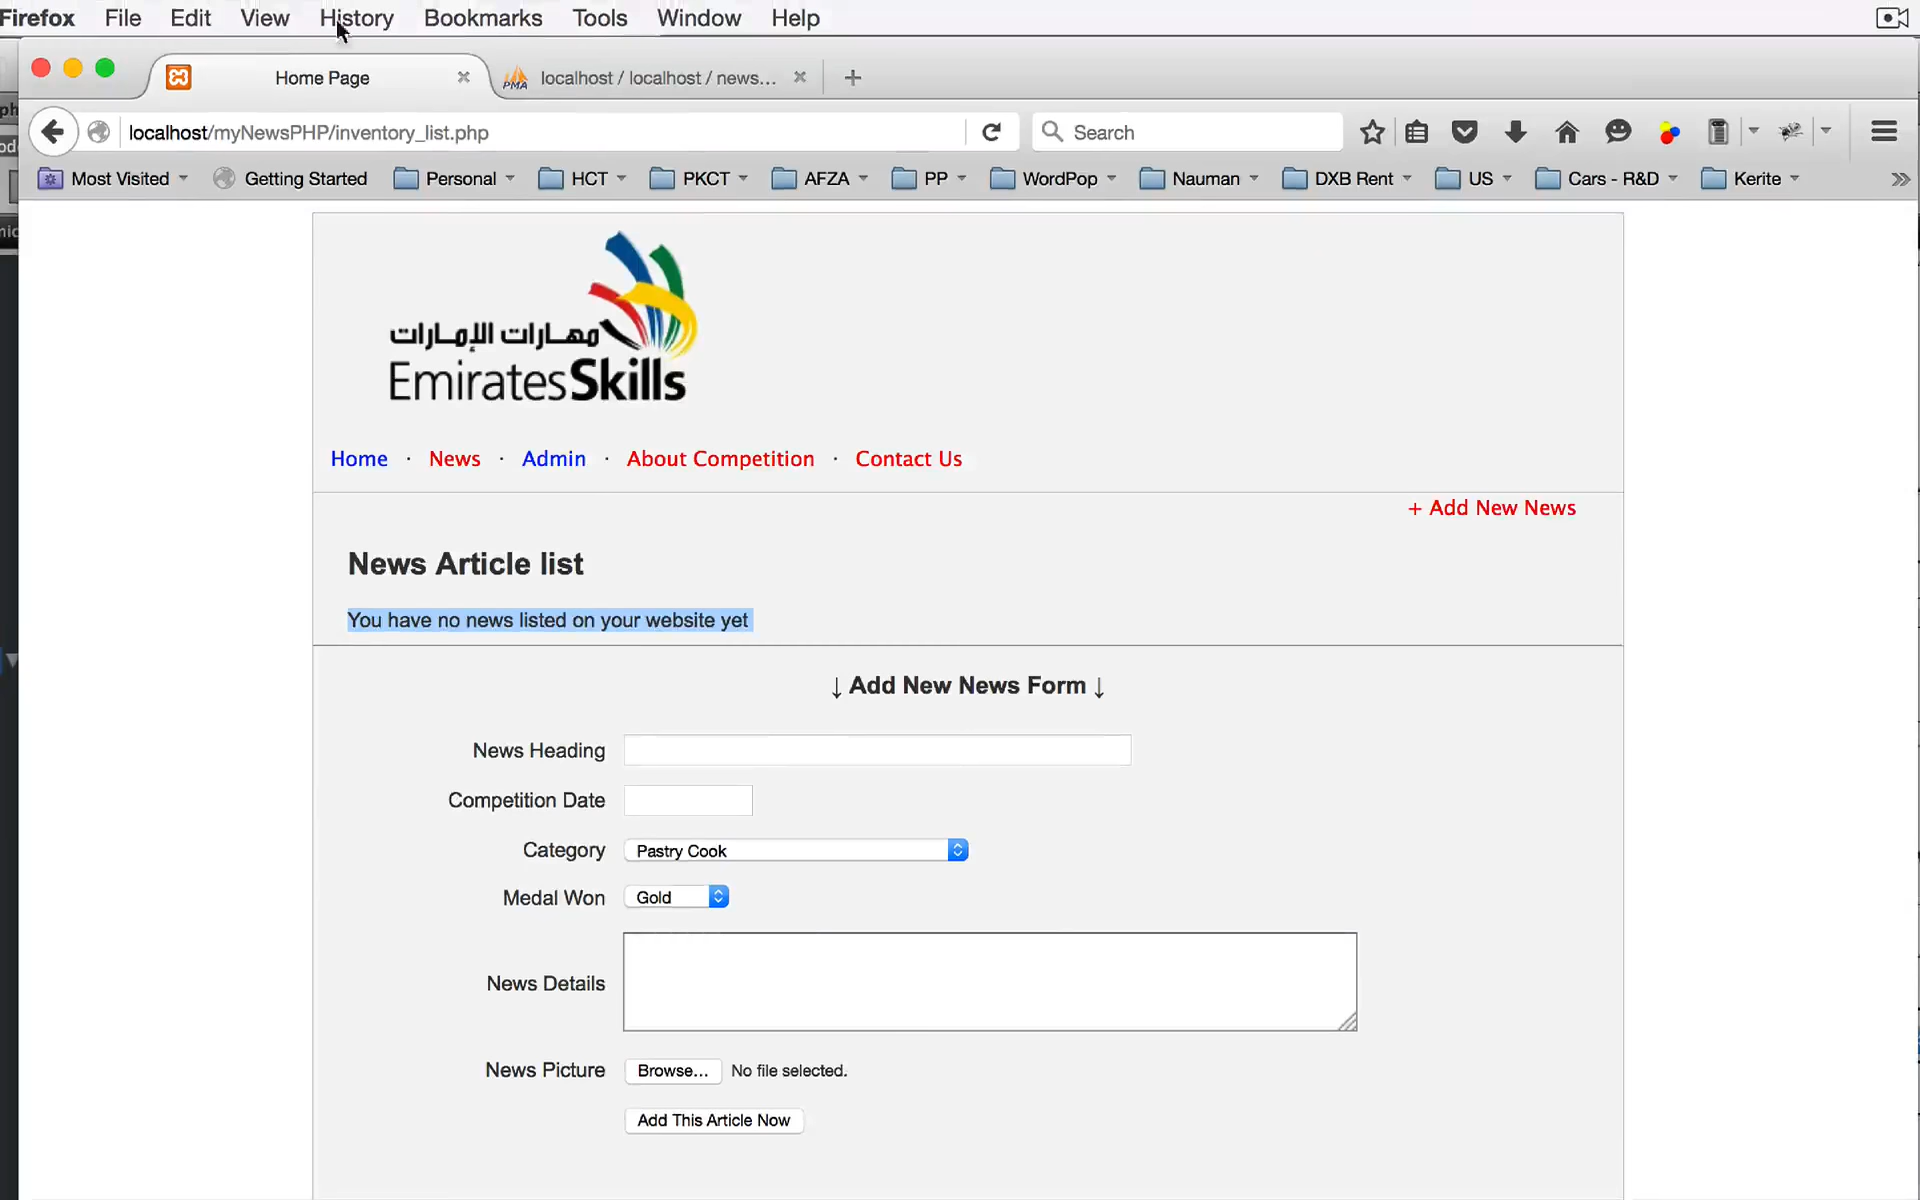 Firefox File Edit View History Bookmarks Tools Window Help
Home Page
PMA localhost / localhost / news...
localhost/myNewsPHP/inventory_list.php
Search
Most Visited Getting Started Personal HCT PKCT AFZA PP WordPop Nauman DXB Rent US Cars - R&D Kerite
مهارات الإمارات
EmiratesSkills
Home · News · Admin · About Competition · Contact Us
+ Add New News
News Article list
You have no news listed on your website yet
↓ Add New News Form ↓
News Heading
Competition Date
Category Pastry Cook
Medal Won Gold
News Details
News Picture Browse... No file selected.
Add This Article Now